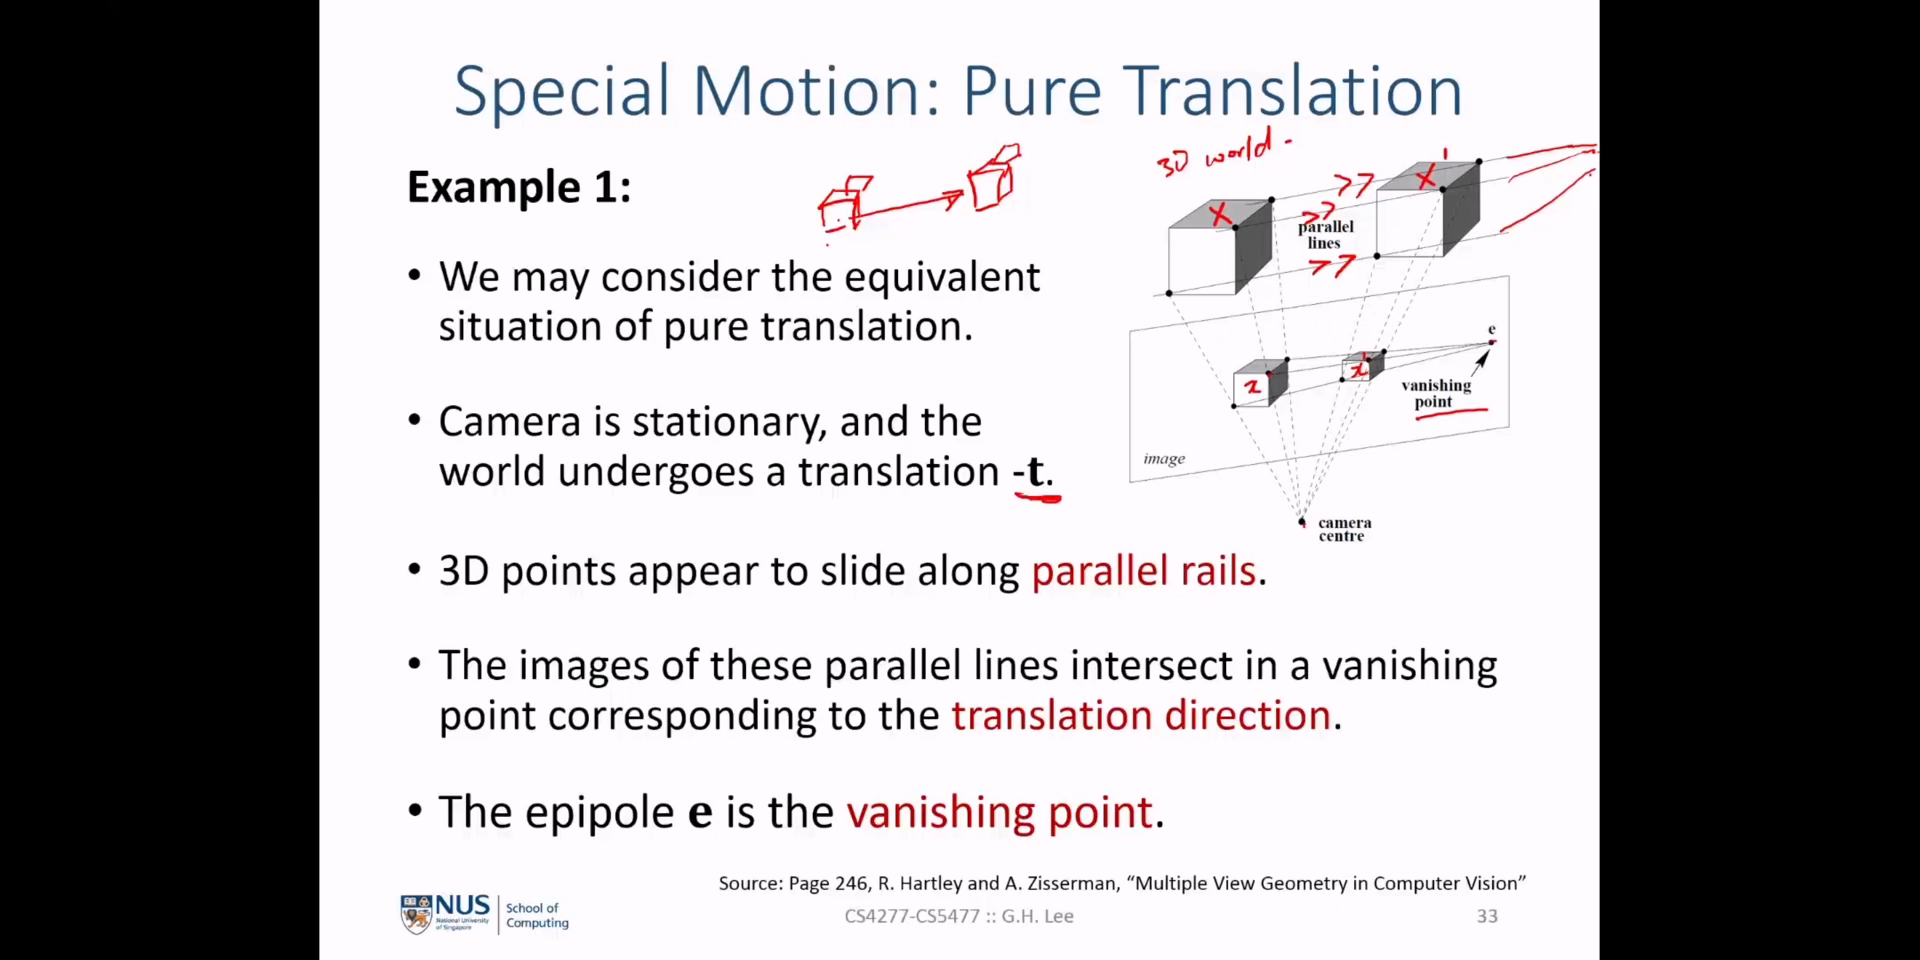 Special Motion: Pure Translation
Example 1:
• We may consider the equivalent
situation of pure translation.
• Camera is stationary, and the
world undergoes a translation -t.
• 3D points appear to slide along parallel rails.
• The images of these parallel lines intersect in a vanishing
point corresponding to the translation direction.
• The epipole e is the vanishing point.
3D world
X
X'
parallel
lines
e
x
x'
vanishing
point
image
camera
centre
Source: Page 246, R. Hartley and A. Zisserman, “Multiple View Geometry in Computer Vision”
NUS
National University
of Singapore
School of
Computing
CS4277-CS5477 :: G.H. Lee
33